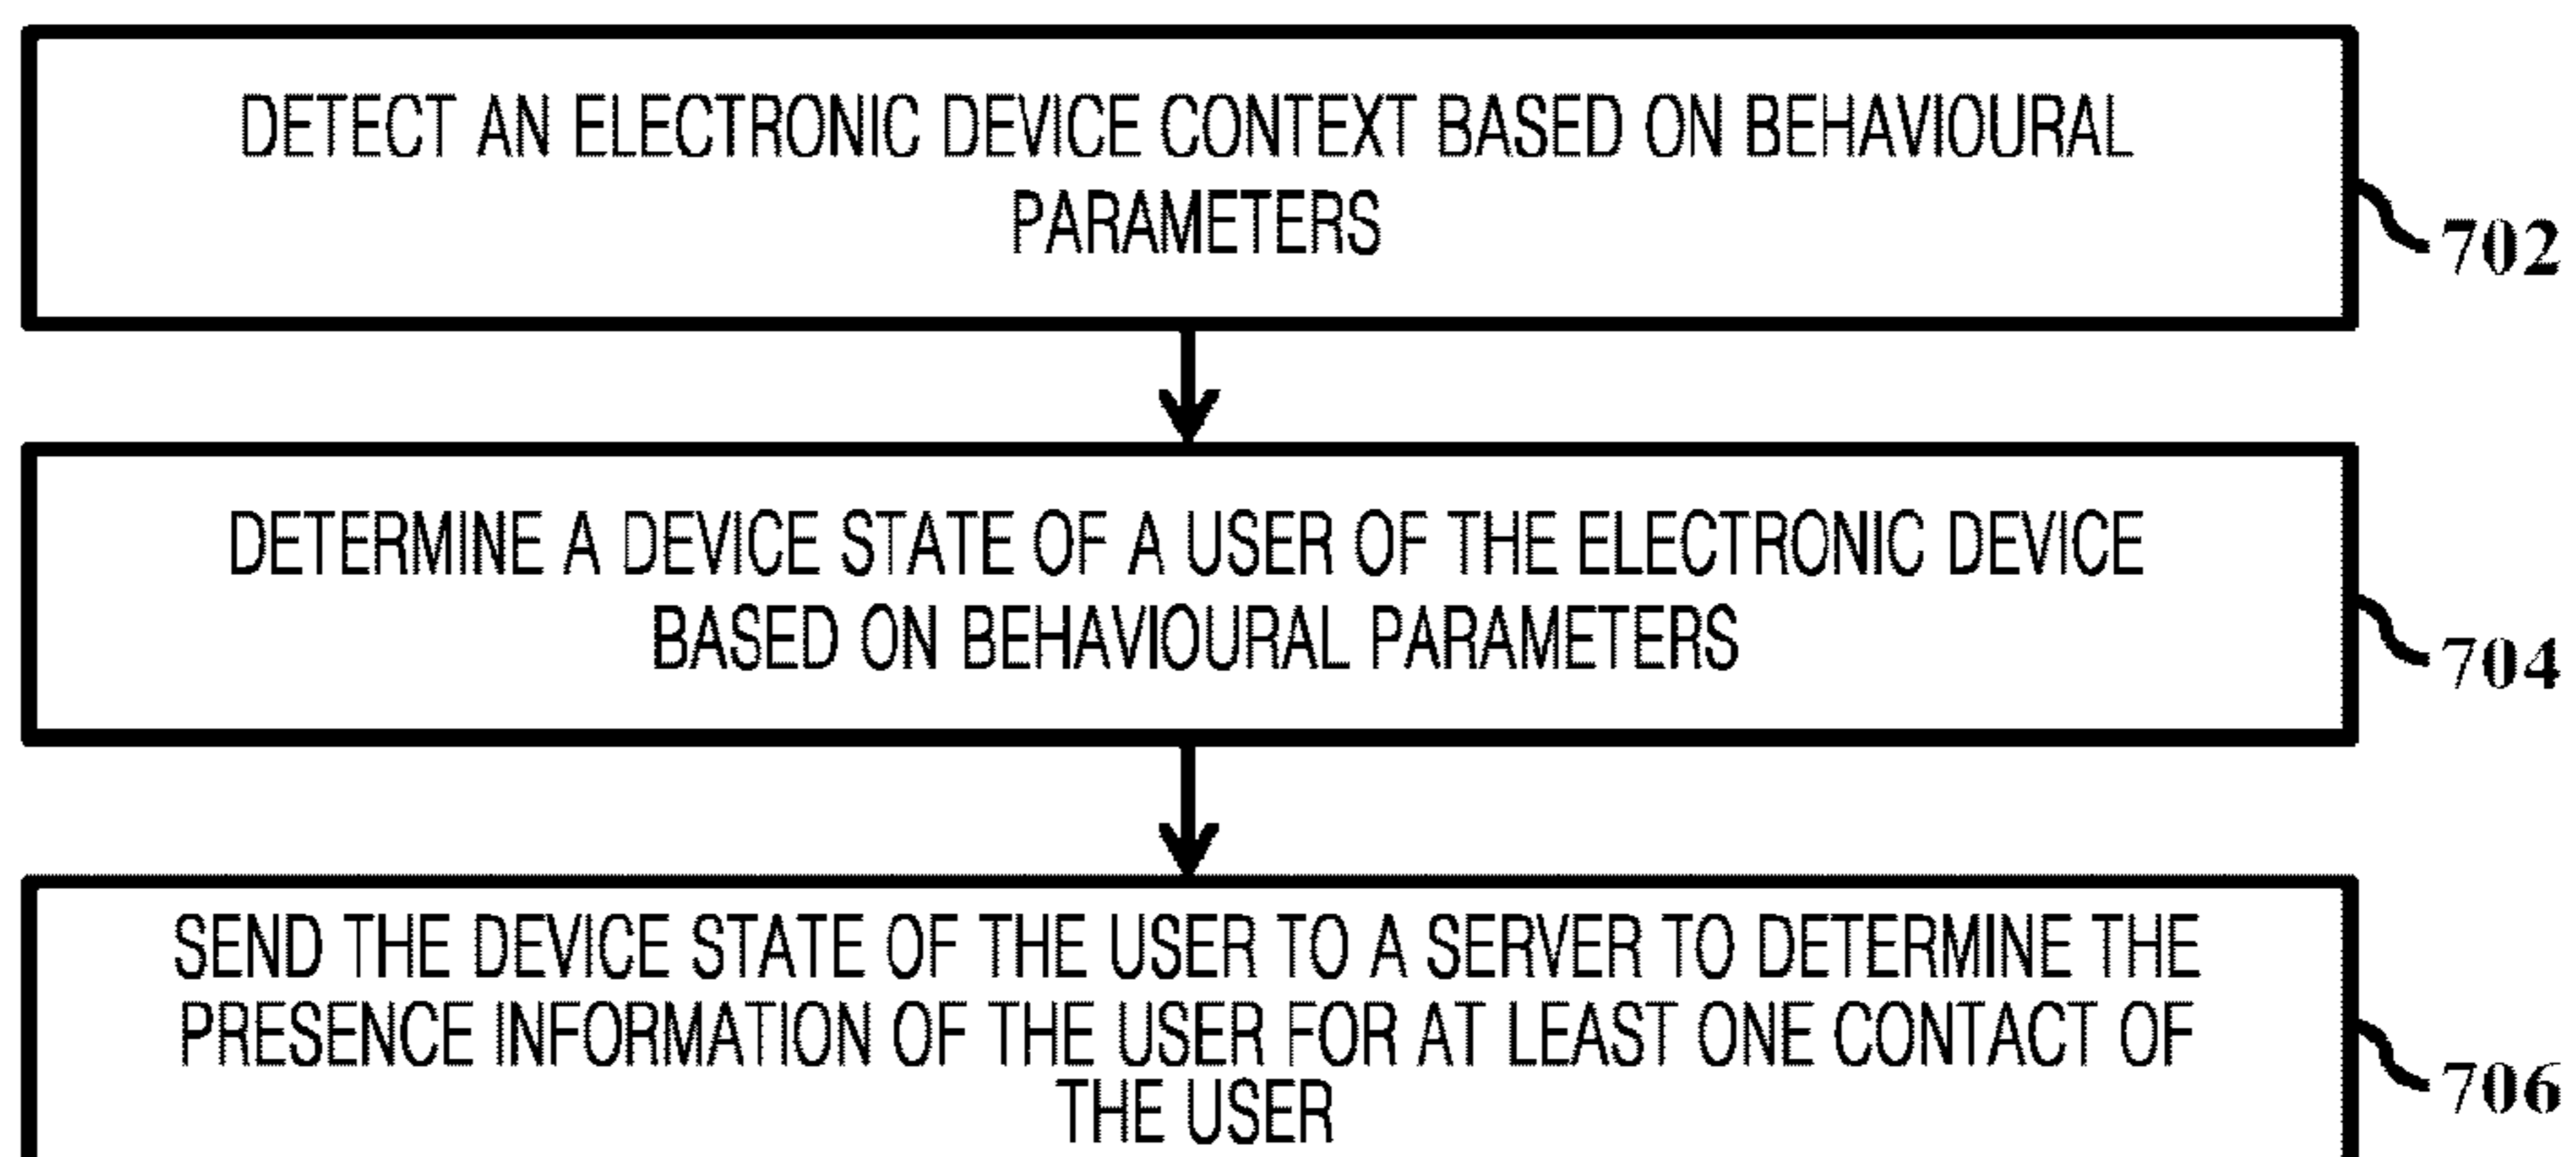 DETECT AN ELECTRONIC DEVICE CONTEXT BASED ON BEHAVIOURAL
PARAMETERS
702
DETERMINE A DEVICE STATE OF A USER OF THE ELECTRONIC DEVICE
BASED ON BEHAVIOURAL PARAMETERS
704
SEND THE DEVICE STATE OF THE USER TO A SERVER TO DETERMINE THE
PRESENCE INFORMATION OF THE USER FOR AT LEAST ONE CONTACT OF
THE USER
706